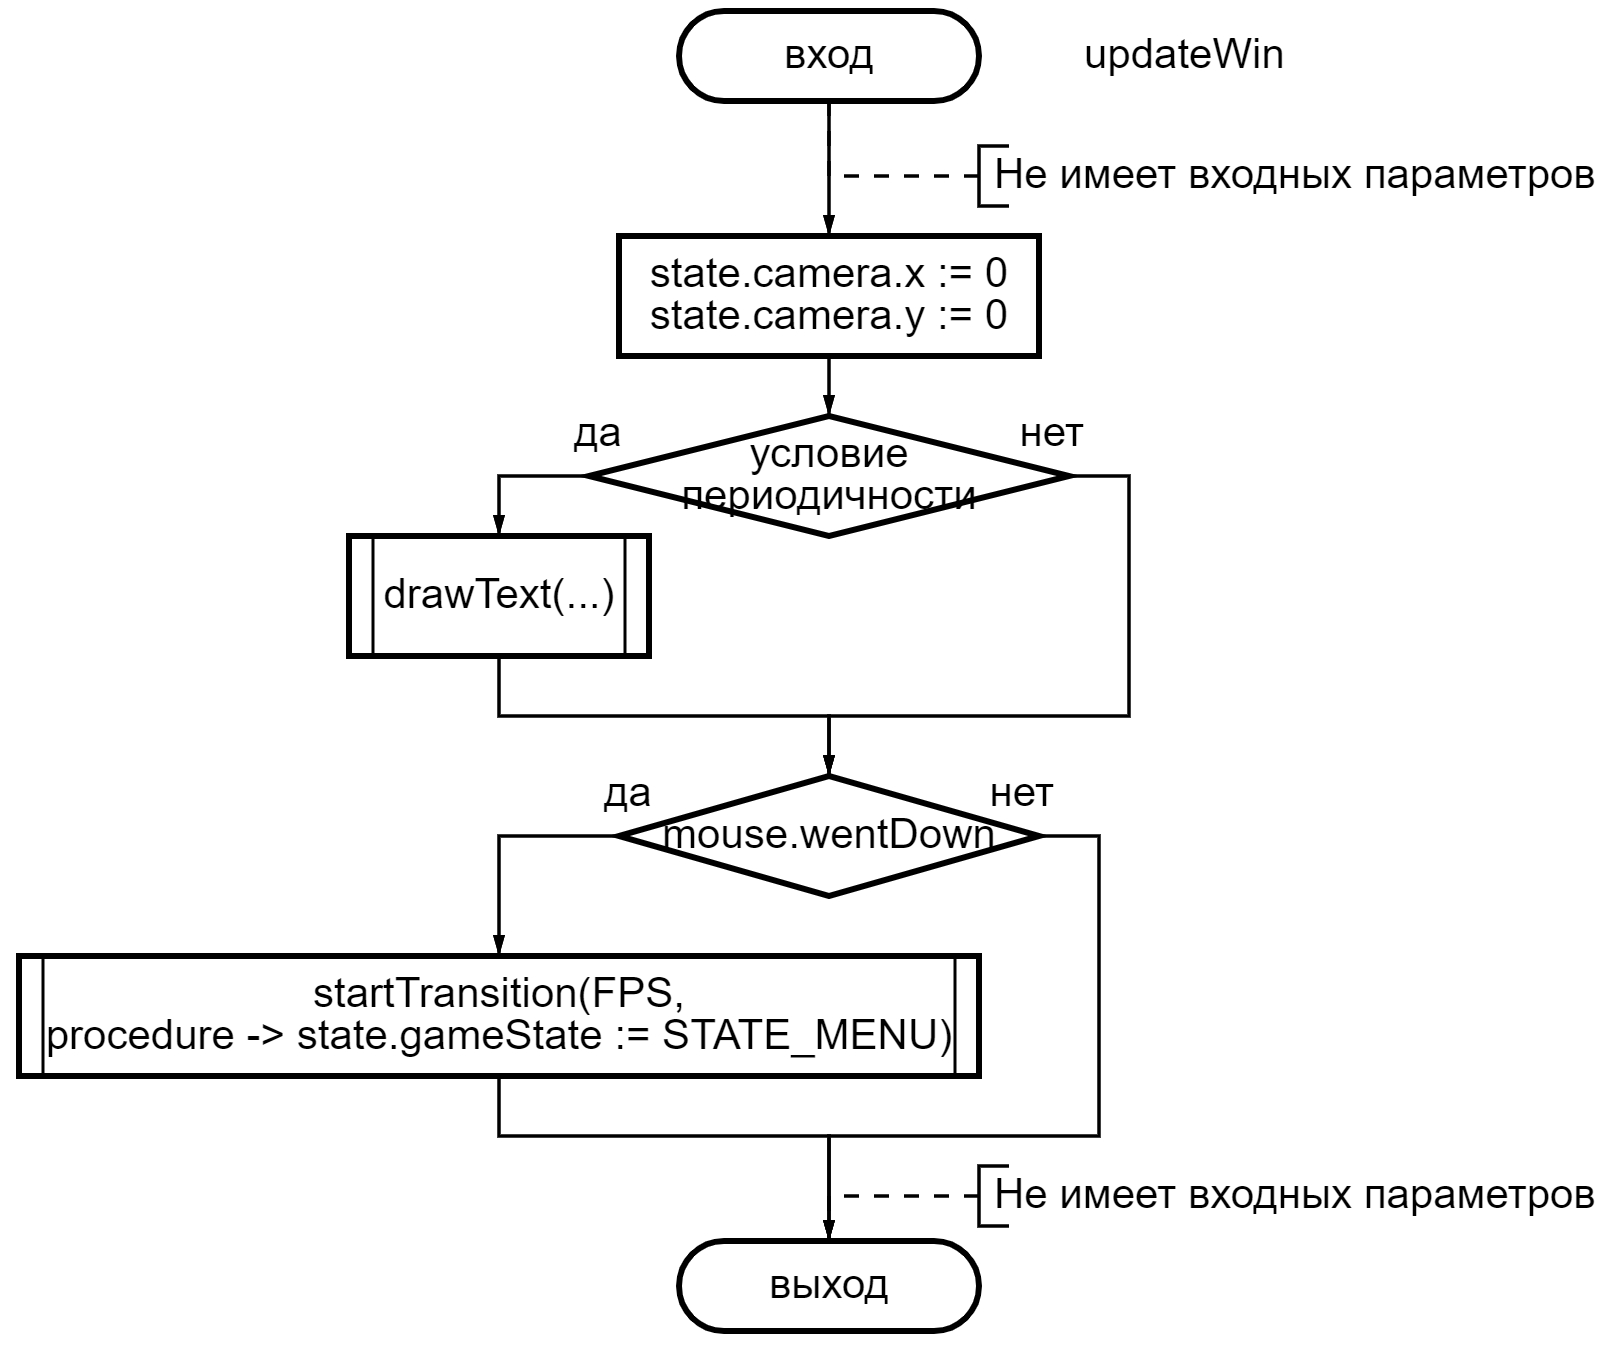 вход
updateWin
Не имеет входных параметров
state.camera.x := 0
state.camera.y := 0
да
нет
условие
периодичности
drawText(...)
да
нет
mouse.wentDown
startTransition(FPS,
procedure -> state.gameState := STATE_MENU)
Не имеет входных параметров
выход